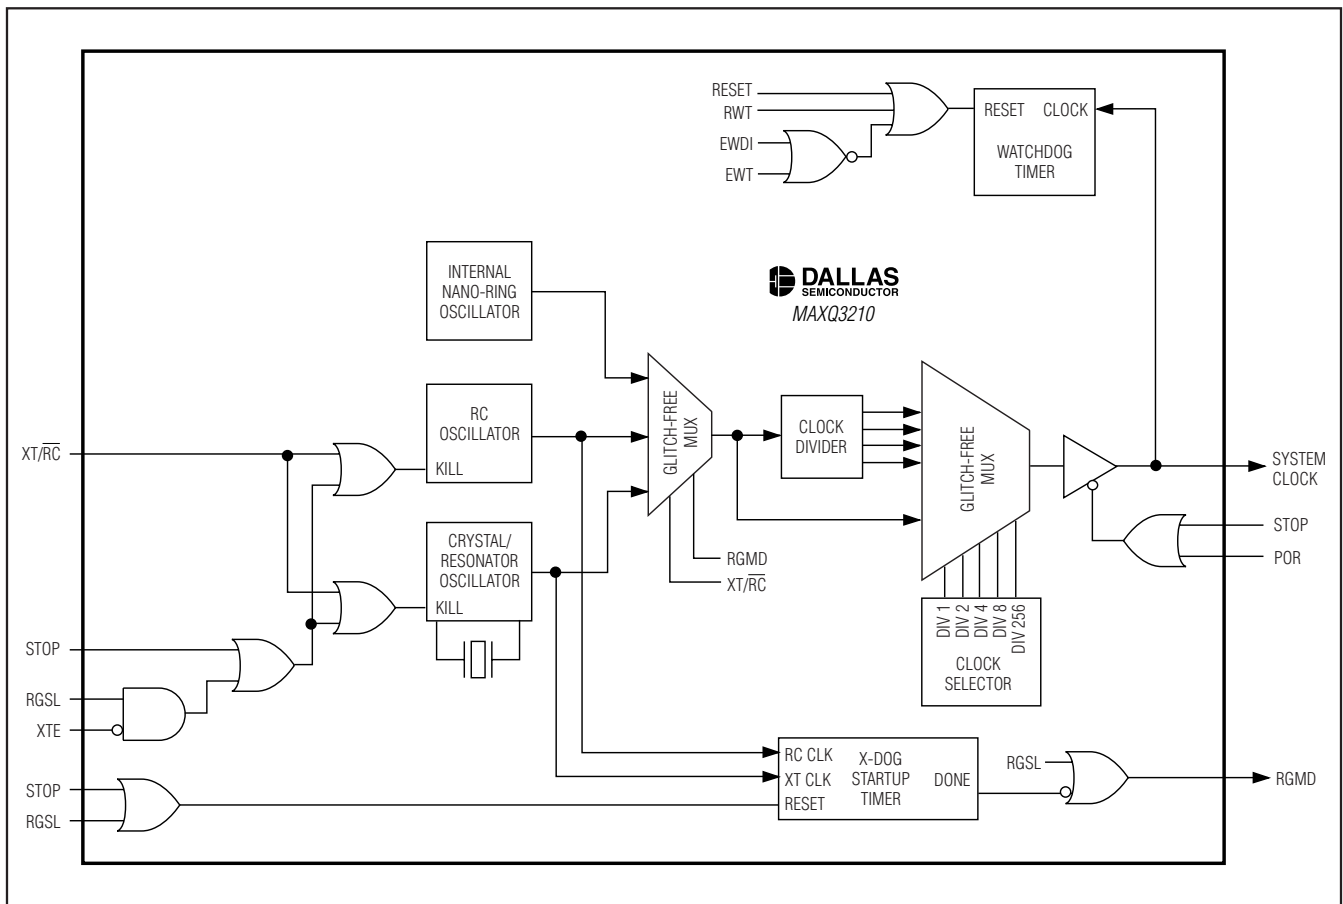 RESET
RWT
EWDI
EWT
RESET CLOCK
WATCHDOG
TIMER
INTERNAL
NANO-RING
OSCILLATOR
DALLAS
SEMICONDUCTOR
MAXQ3210
XT/R̅C̅
RC
OSCILLATOR
KILL
GLITCH-FREE
MUX
CLOCK
DIVIDER
GLITCH-FREE
MUX
SYSTEM
CLOCK
STOP
POR
CRYSTAL/
RESONATOR
OSCILLATOR
KILL
RGMD
XT/R̅C̅
DIV 1
DIV 2
DIV 4
DIV 8
DIV 256
CLOCK
SELECTOR
STOP
RGSL
XTE
STOP
RGSL
RC CLK
XT CLK
RESET
X-DOG
STARTUP
TIMER
DONE
RGSL
RGMD